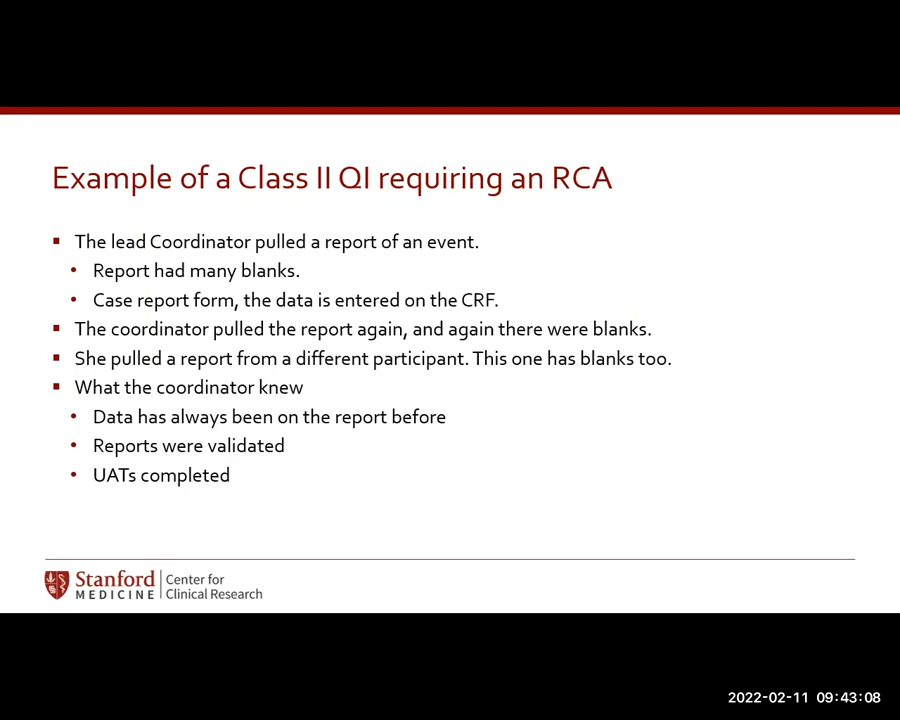 Example of a Class II QI requiring an RCA
▪ The lead Coordinator pulled a report of an event.
• Report had many blanks.
• Case report form, the data is entered on the CRF.
▪ The coordinator pulled the report again, and again there were blanks.
▪ She pulled a report from a different participant. This one has blanks too.
▪ What the coordinator knew
• Data has always been on the report before
• Reports were validated
• UATs completed
Stanford MEDICINE | Center for Clinical Research
2022-02-11 09:43:08